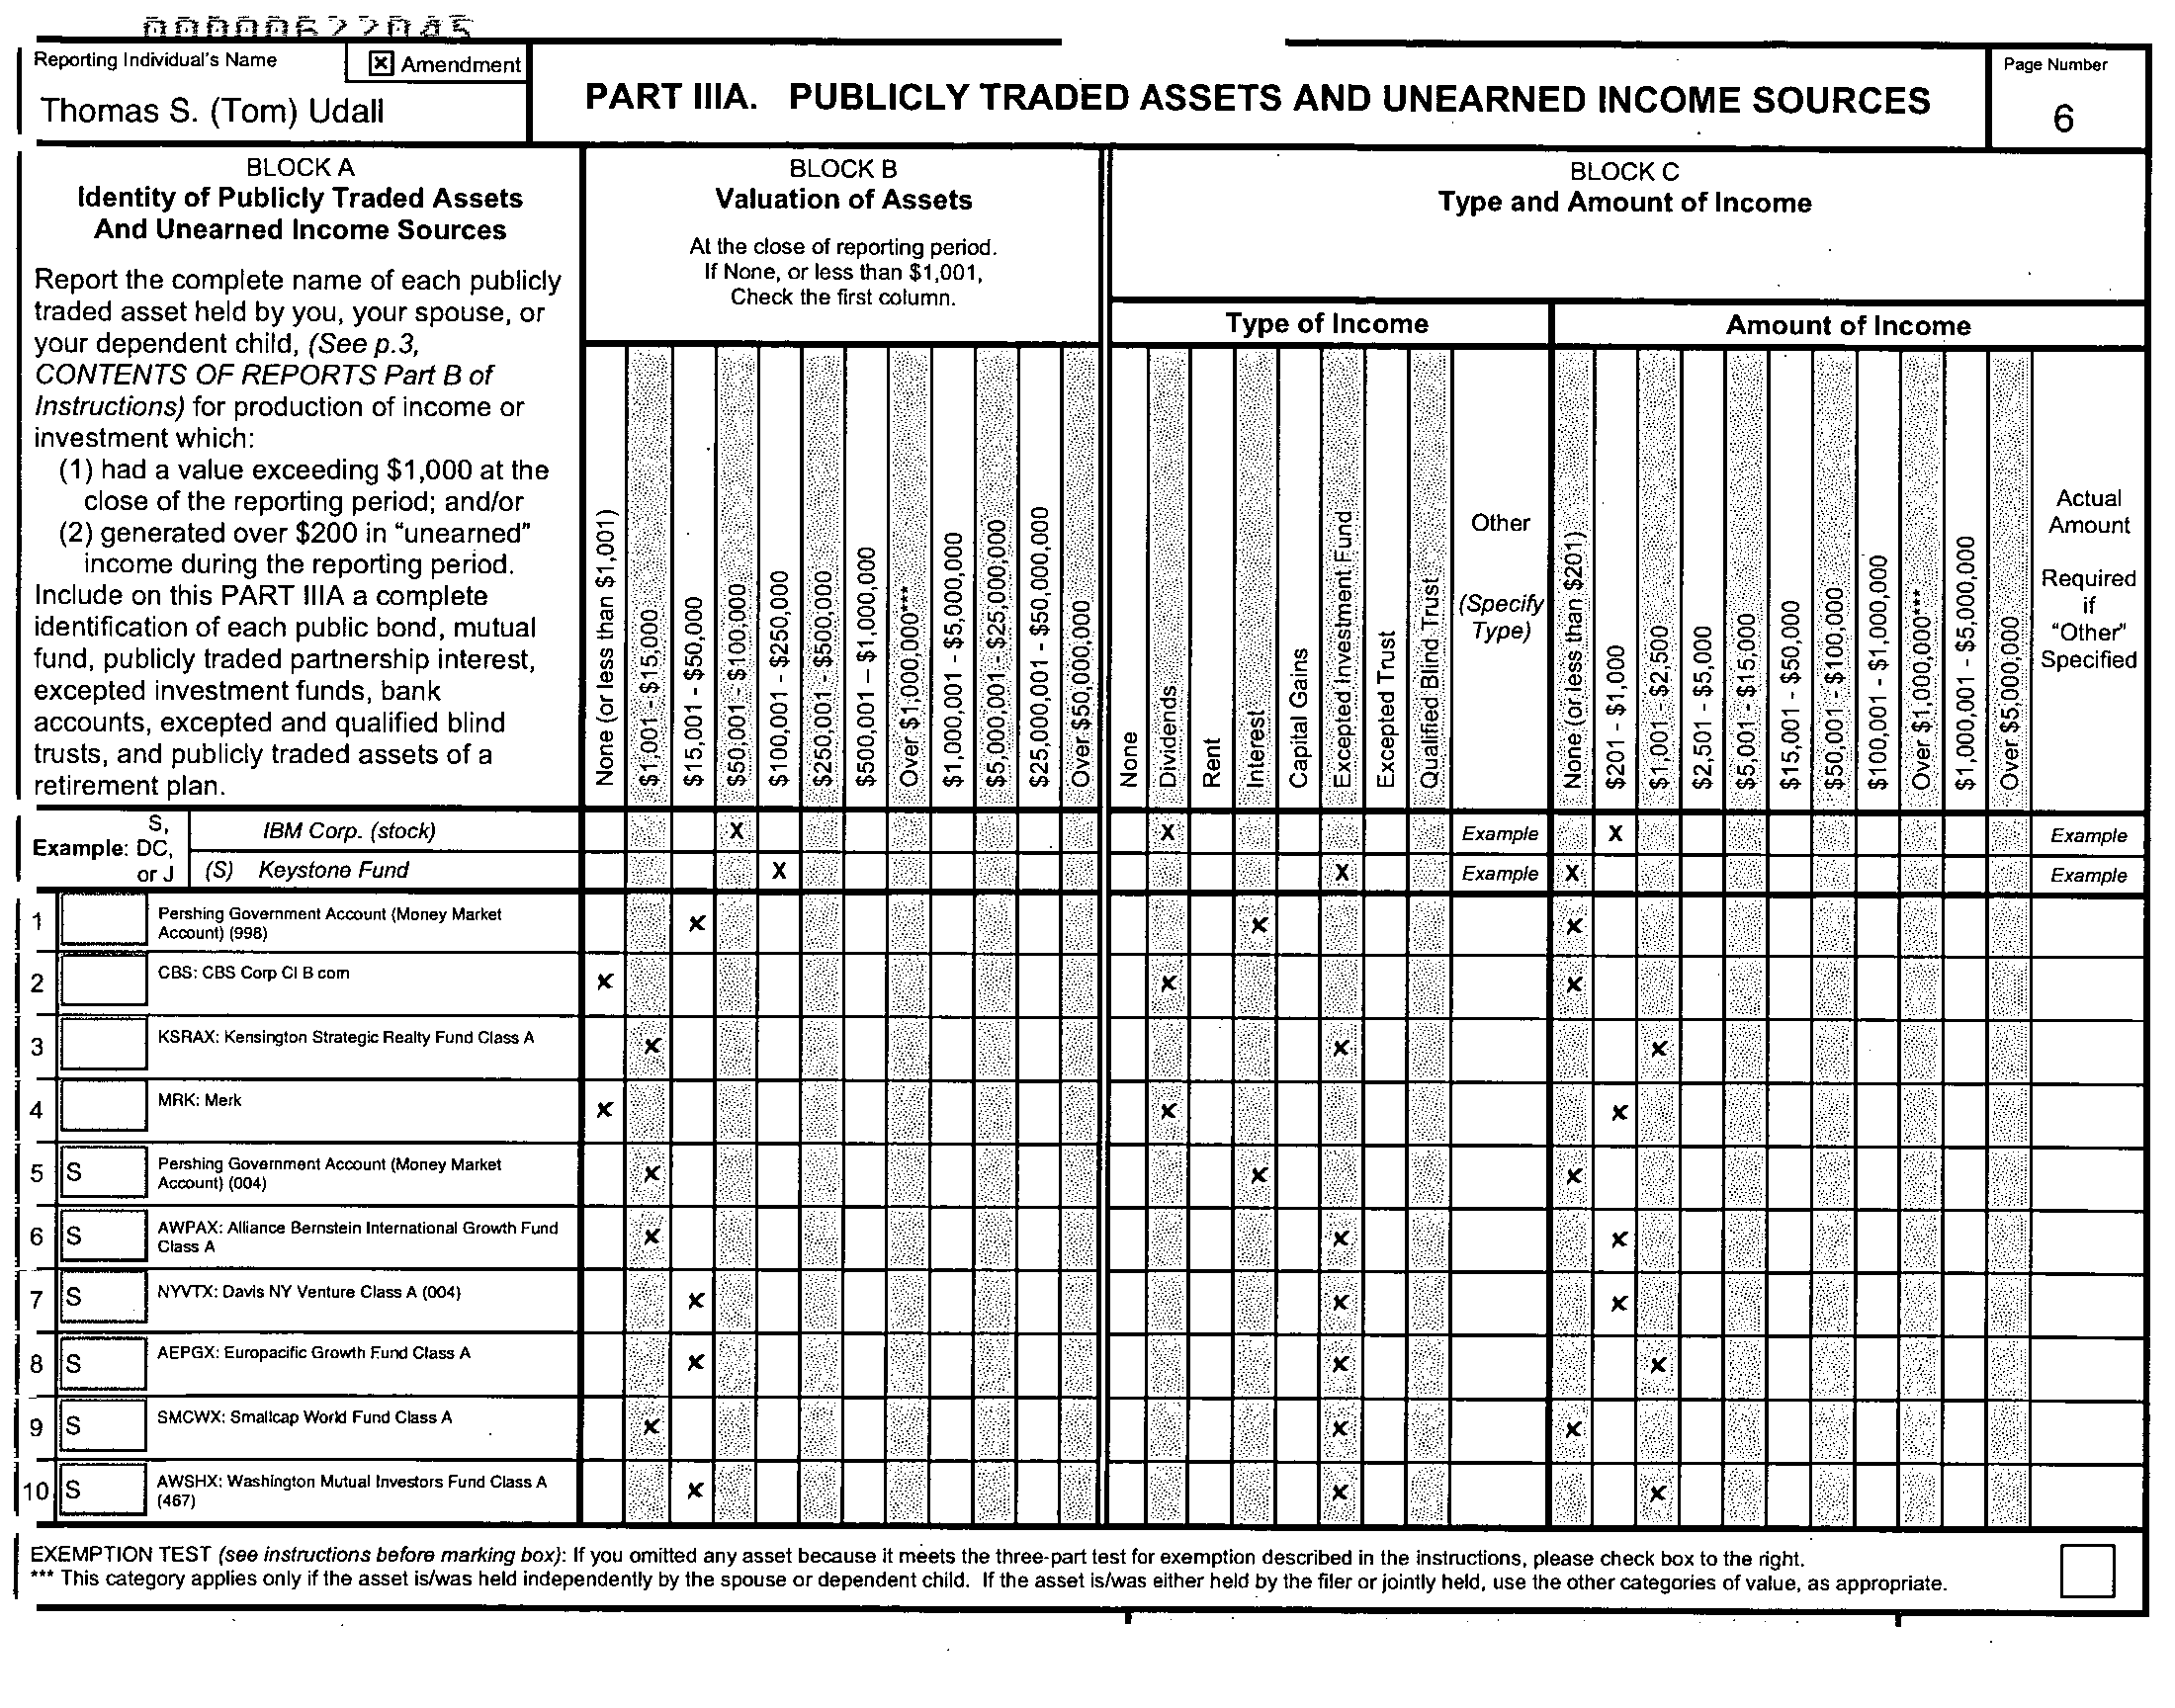 00000622045
Reporting Individual's Name
☒ Amendment
Thomas S. (Tom) Udall
PART IIIA. PUBLICLY TRADED ASSETS AND UNEARNED INCOME SOURCES
Page Number
6
BLOCK A
Identity of Publicly Traded Assets
And Unearned Income Sources
Report the complete name of each publicly
traded asset held by you, your spouse, or
your dependent child, (See p.3,
CONTENTS OF REPORTS Part B of
Instructions) for production of income or
investment which:
(1) had a value exceeding $1,000 at the
close of the reporting period; and/or
(2) generated over $200 in “unearned”
income during the reporting period.
Include on this PART IIIA a complete
identification of each public bond, mutual
fund, publicly traded partnership interest,
excepted investment funds, bank
accounts, excepted and qualified blind
trusts, and publicly traded assets of a
retirement plan.
BLOCK B
Valuation of Assets
At the close of reporting period.
If None, or less than $1,001,
Check the first column.
None (or less than $1,001)
$1,001 - $15,000
$15,001 - $50,000
$50,001 - $100,000
$100,001 - $250,000
$250,001 - $500,000
$500,001 – $1,000,000
Over $1,000,000***
$1,000,001 - $5,000,000
$5,000,001 - $25,000,000
$25,000,001 - $50,000,000
Over $50,000,000
BLOCK C
Type and Amount of Income
Type of Income
None
Dividends
Rent
Interest
Capital Gains
Excepted Investment Fund
Excepted Trust
Qualified Blind Trust
Other
(Specify
Type)
Amount of Income
None (or less than $201)
$201 - $1,000
$1,001 - $2,500
$2,501 - $5,000
$5,001 - $15,000
$15,001 - $50,000
$50,001 - $100,000
$100,001 - $1,000,000
Over $1,000,000***
$1,000,001 - $5,000,000
Over $5,000,000
Actual
Amount
Required
if
“Other”
Specified
Example: S, DC, or J
IBM Corp. (stock) X X Example X Example
(S) Keystone Fund X X Example X Example
1 Pershing Government Account (Money Market
Account) (998) X X X
2 CBS: CBS Corp Cl B com X X X
3 KSRAX: Kensington Strategic Realty Fund Class A X X X
4 MRK: Merk X X X
5 S Pershing Government Account (Money Market
Account) (004) X X X
6 S AWPAX: Alliance Bernstein International Growth Fund
Class A X X X
7 S NYVTX: Davis NY Venture Class A (004) X X X
8 S AEPGX: Europacific Growth Fund Class A X X X
9 S SMCWX: Smallcap World Fund Class A X X X
10 S AWSHX: Washington Mutual Investors Fund Class A
(467) X X X
EXEMPTION TEST (see instructions before marking box): If you omitted any asset because it meets the three-part test for exemption described in the instructions, please check box to the right.
*** This category applies only if the asset is/was held independently by the spouse or dependent child. If the asset is/was either held by the filer or jointly held, use the other categories of value, as appropriate.